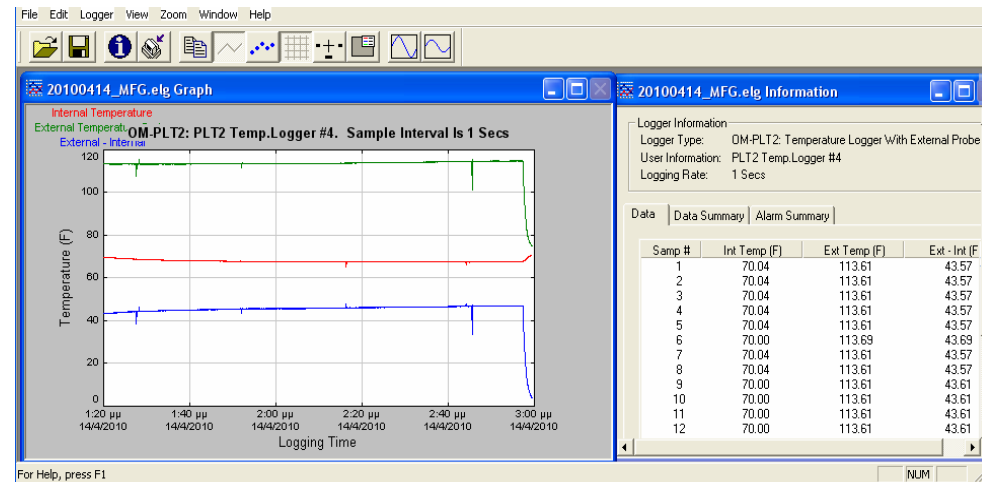 File Edit Logger View Zoom Window Help
20100414_MFG.elg Graph
Internal Temperature
External Temperatu
OM-PLT2: PLT2 Temp.Logger #4. Sample Interval Is 1 Secs
External - Internal
Temperature (F)
120
100
80
60
40
20
0
1:20 μμ 1:40 μμ 2:00 μμ 2:20 μμ 2:40 μμ 3:00 μμ
14/4/2010 14/4/2010 14/4/2010 14/4/2010 14/4/2010 14/4/2010
Logging Time
20100414_MFG.elg Information
Logger Information
Logger Type: OM-PLT2: Temperature Logger With External Probe
User Information: PLT2 Temp.Logger #4
Logging Rate: 1 Secs
Data Data Summary Alarm Summary
Samp # Int Temp (F) Ext Temp (F) Ext - Int (F
1 70.04 113.61 43.57
2 70.04 113.61 43.57
3 70.04 113.61 43.57
4 70.04 113.61 43.57
5 70.04 113.61 43.57
6 70.00 113.69 43.69
7 70.04 113.61 43.57
8 70.04 113.61 43.57
9 70.00 113.61 43.61
10 70.00 113.61 43.61
11 70.00 113.61 43.61
12 70.00 113.61 43.61
For Help, press F1
NUM